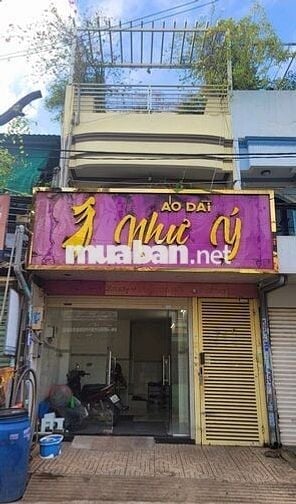 ÁO DÀI
Như Ý
muaban.net